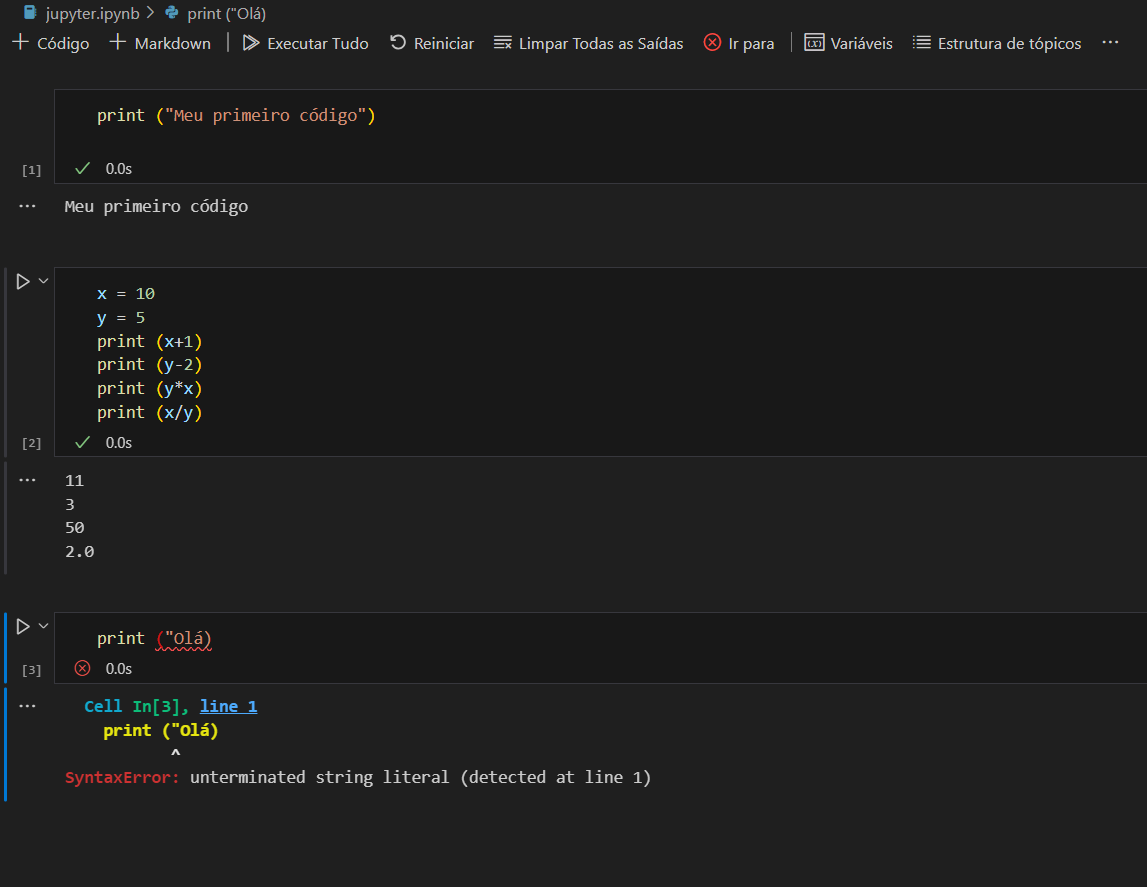 jupyter.ipynb > print ("Olá)
+ Código + Markdown | Executar Tudo Reiniciar Limpar Todas as Saídas Ir para | Variáveis Estrutura de tópicos ...
print ("Meu primeiro código")
[1] ✓ 0.0s
... Meu primeiro código
x = 10
y = 5
print (x+1)
print (y-2)
print (y*x)
print (x/y)
[2] ✓ 0.0s
... 11
3
50
2.0
print ("Olá)
[3] 0.0s
... Cell In[3], line 1
print ("Olá)
^
SyntaxError: unterminated string literal (detected at line 1)